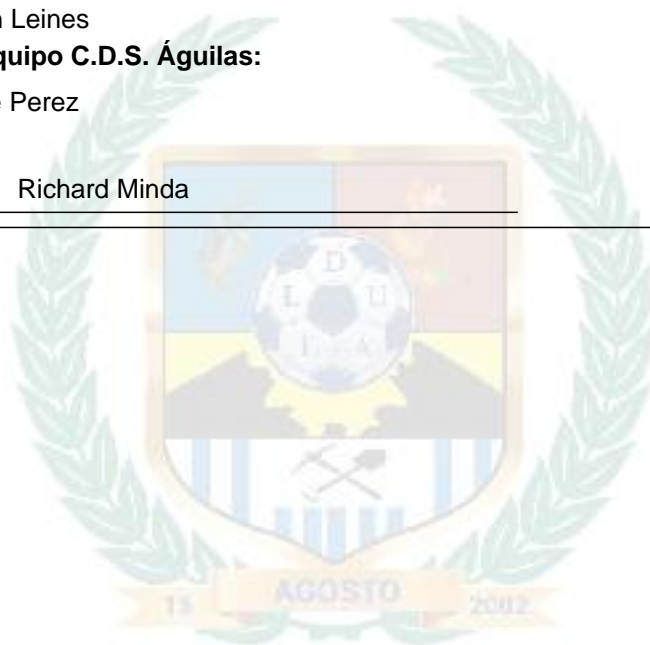 Leines
quipo C.D.S. Águilas:
Perez
Richard Minda
D
L U
I A
15 AGOSTO 2002